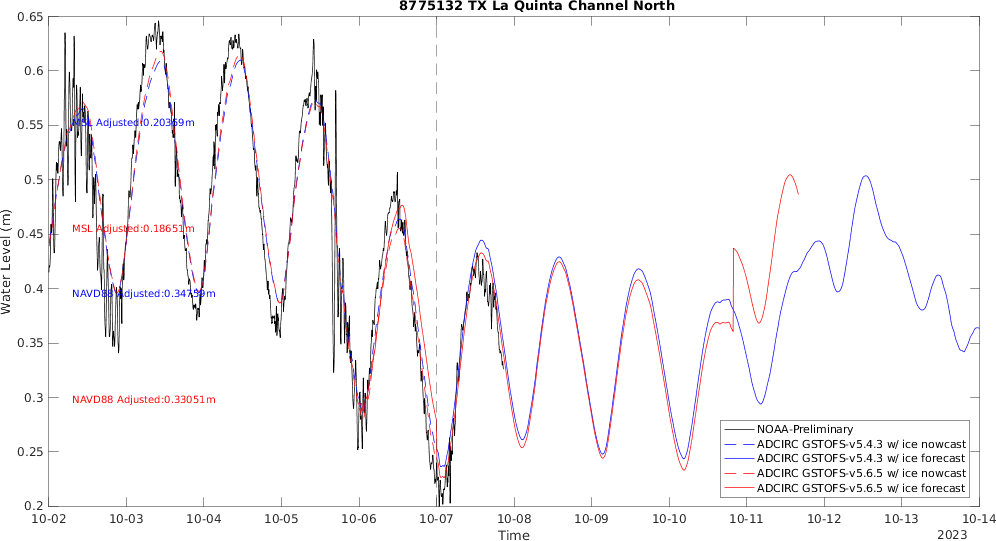 8775132 TX La Quinta Channel North
Water Level (m)
0.65
0.6
0.55
0.5
0.45
0.4
0.35
0.3
0.25
0.2
MSL Adjusted:0.20369m
MSL Adjusted:0.18651m
NAVD88 Adjusted:0.34739m
NAVD88 Adjusted:0.33051m
NOAA-Preliminary
ADCIRC GSTOFS-v5.4.3 w/ ice nowcast
ADCIRC GSTOFS-v5.4.3 w/ ice forecast
ADCIRC GSTOFS-v5.6.5 w/ ice nowcast
ADCIRC GSTOFS-v5.6.5 w/ ice forecast
10-02 10-03 10-04 10-05 10-06 10-07 10-08 10-09 10-10 10-11 10-12 10-13 10-14
Time
2023